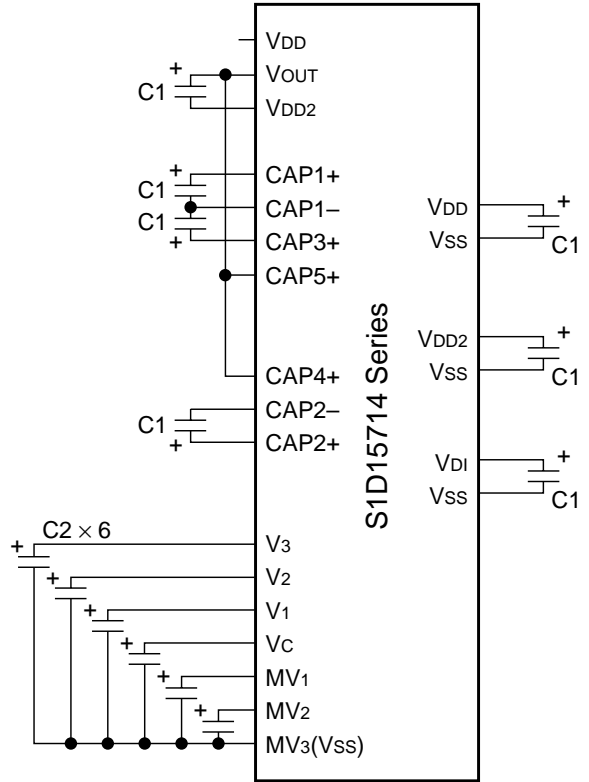 VDD
+
VOUT
C1
VDD2
+
CAP1+
C1
CAP1–
C1
CAP3+
+
CAP5+
CAP4+
CAP2–
C1
CAP2+
+
C2 × 6
+
V3
+
V2
+
V1
+
VC
+
MV1
+
MV2
MV3(VSS)
S1D15714 Series
VDD
+
VSS
C1
VDD2
+
VSS
C1
VDI
+
VSS
C1